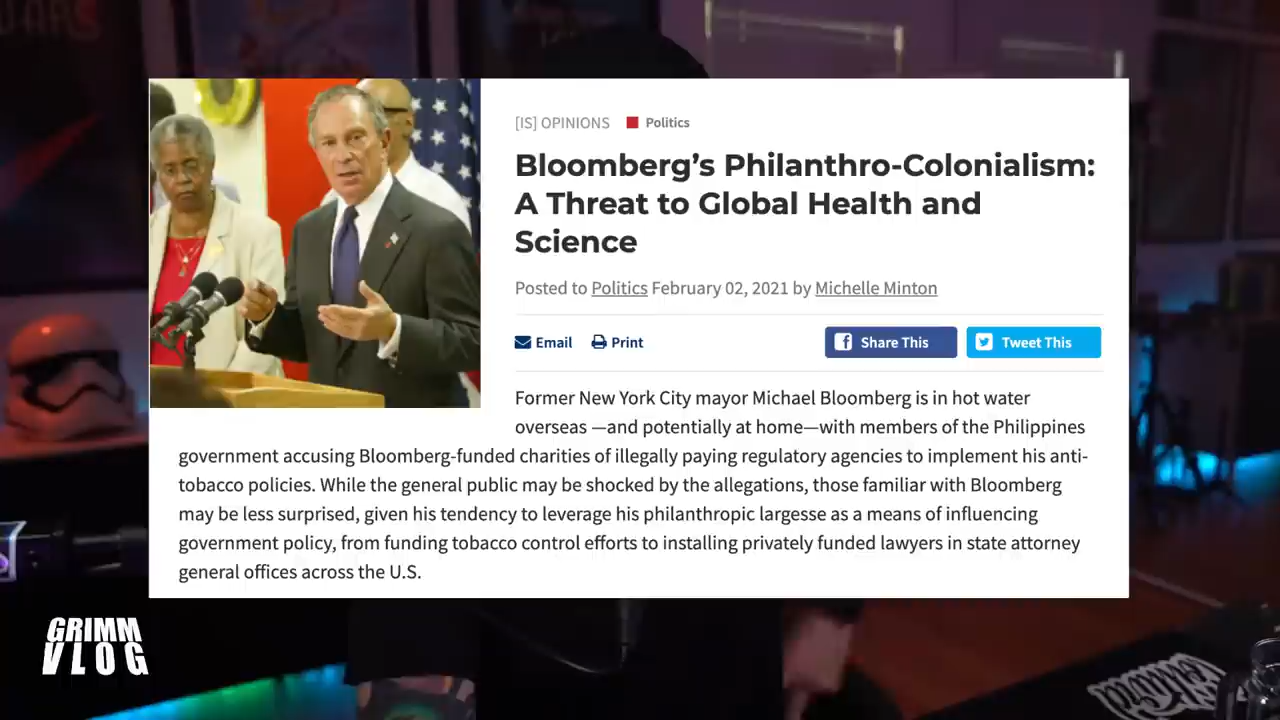 [IS] OPINIONS Politics
Bloomberg's Philanthro-Colonialism:
A Threat to Global Health and
Science
Posted to Politics February 02, 2021 by Michelle Minton
Email Print Share This Tweet This
Former New York City mayor Michael Bloomberg is in hot water
overseas —and potentially at home—with members of the Philippines
government accusing Bloomberg-funded charities of illegally paying regulatory agencies to implement his anti-
tobacco policies. While the general public may be shocked by the allegations, those familiar with Bloomberg
may be less surprised, given his tendency to leverage his philanthropic largesse as a means of influencing
government policy, from funding tobacco control efforts to installing privately funded lawyers in state attorney
general offices across the U.S.
GRIMM
VLOG